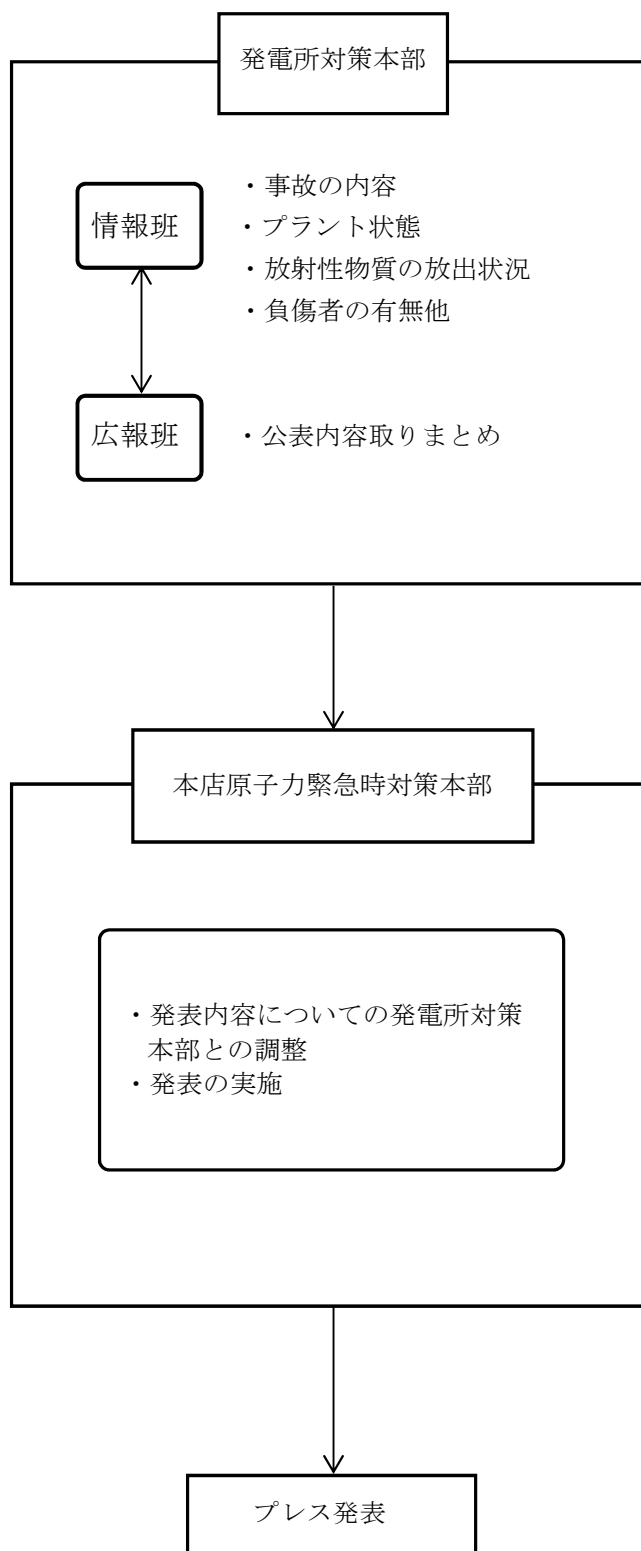 発電所対策本部
情報班
・事故の内容
・プラント状態
・放射性物質の放出状況
・負傷者の有無他
広報班
・公表内容取りまとめ
本店原子力緊急時対策本部
・発表内容についての発電所対策
本部との調整
・発表の実施
プレス発表